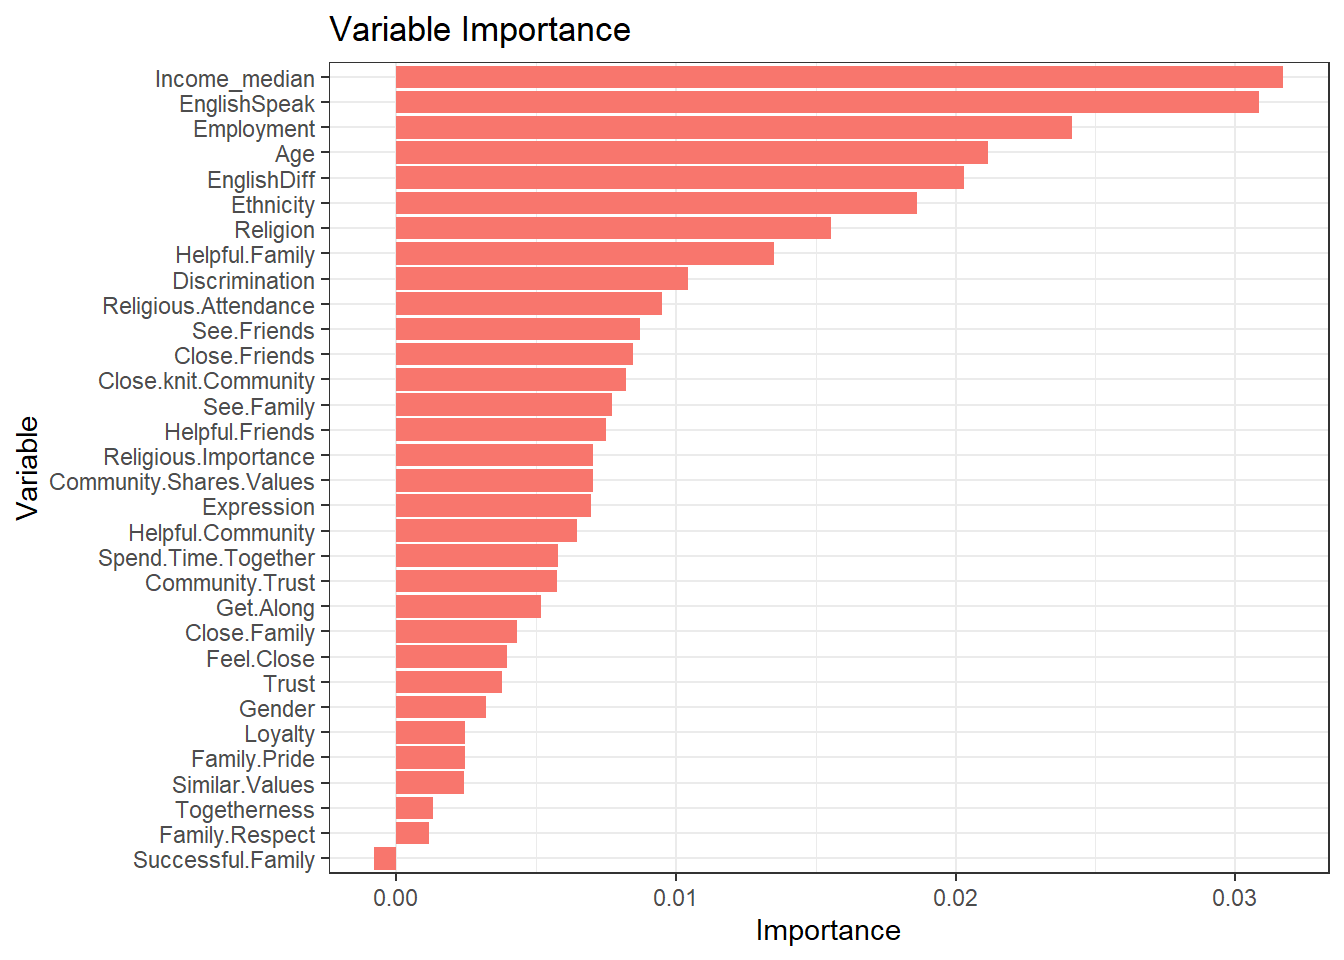 Variable Importance
Income_median
EnglishSpeak
Employment
Age
EnglishDiff
Ethnicity
Religion
Helpful.Family
Discrimination
Religious.Attendance
See.Friends
Close.Friends
Close.knit.Community
See.Family
Helpful.Friends
Religious.Importance
Community.Shares.Values
Expression
Helpful.Community
Spend.Time.Together
Community.Trust
Get.Along
Close.Family
Feel.Close
Trust
Gender
Loyalty
Family.Pride
Similar.Values
Togetherness
Family.Respect
Successful.Family
Variable
0.00 0.01 0.02 0.03
Importance